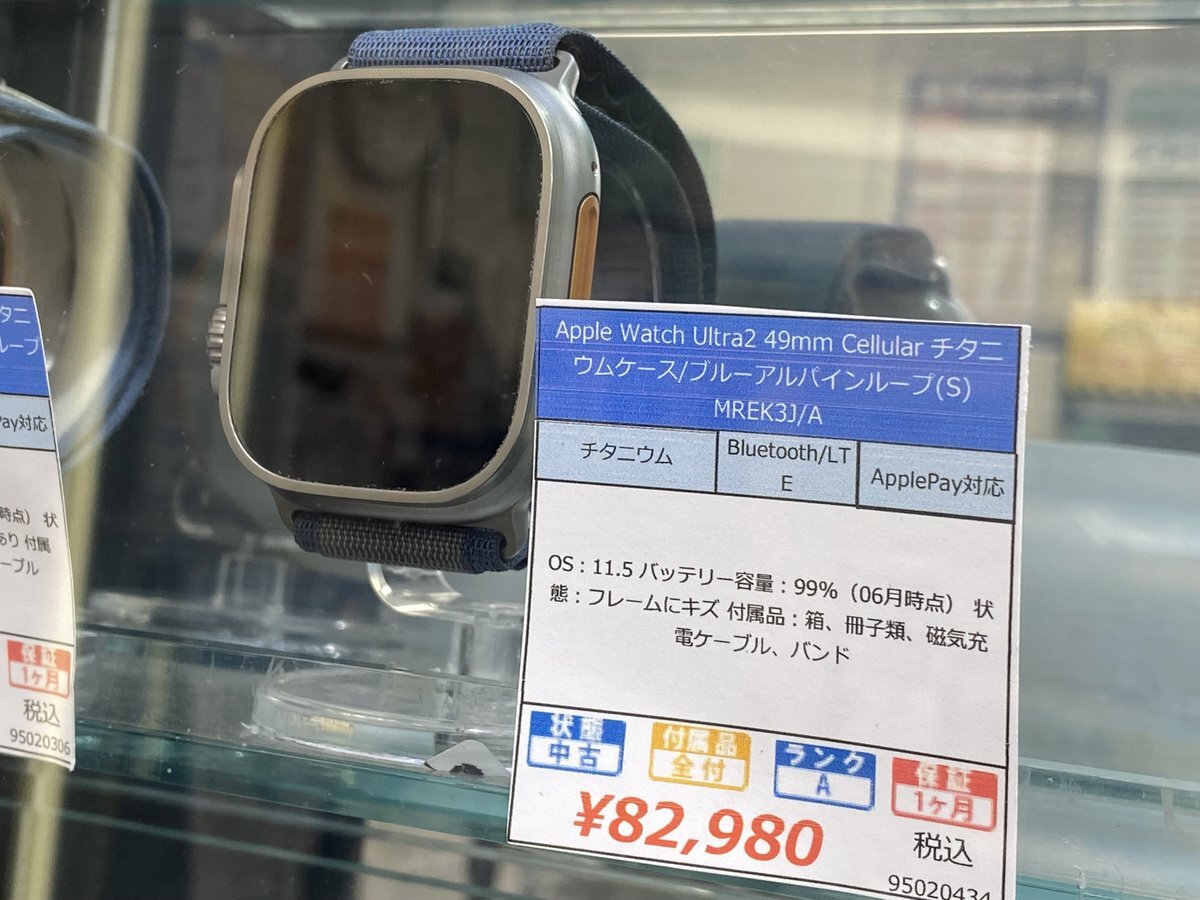 Apple Watch Ultra2 49mm Cellular チタニ
ウムケース/ブルーアルパインループ(S)
MREK3J/A
チタニウム
Bluetooth/LT
E
ApplePay対応
OS：11.5 バッテリー容量：99%（06月時点） 状
態：フレームにキズ 付属品：箱、冊子類、磁気充
電ケーブル、バンド
状態
中古
付属品
全付
ランク
A
保証
1ヶ月
¥82,980
税込
95020434
タニ
ループ
Pay対応
時点） 状
あり 付属
ーブル
保証
1ヶ月
税込
95020306